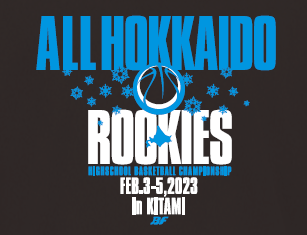 ALL HOKKAIDO
ROOKIES
HIGHSCHOOL BASKETBALL CHAMPIONSHIP
FEB.3-5,2023
In KITAMI